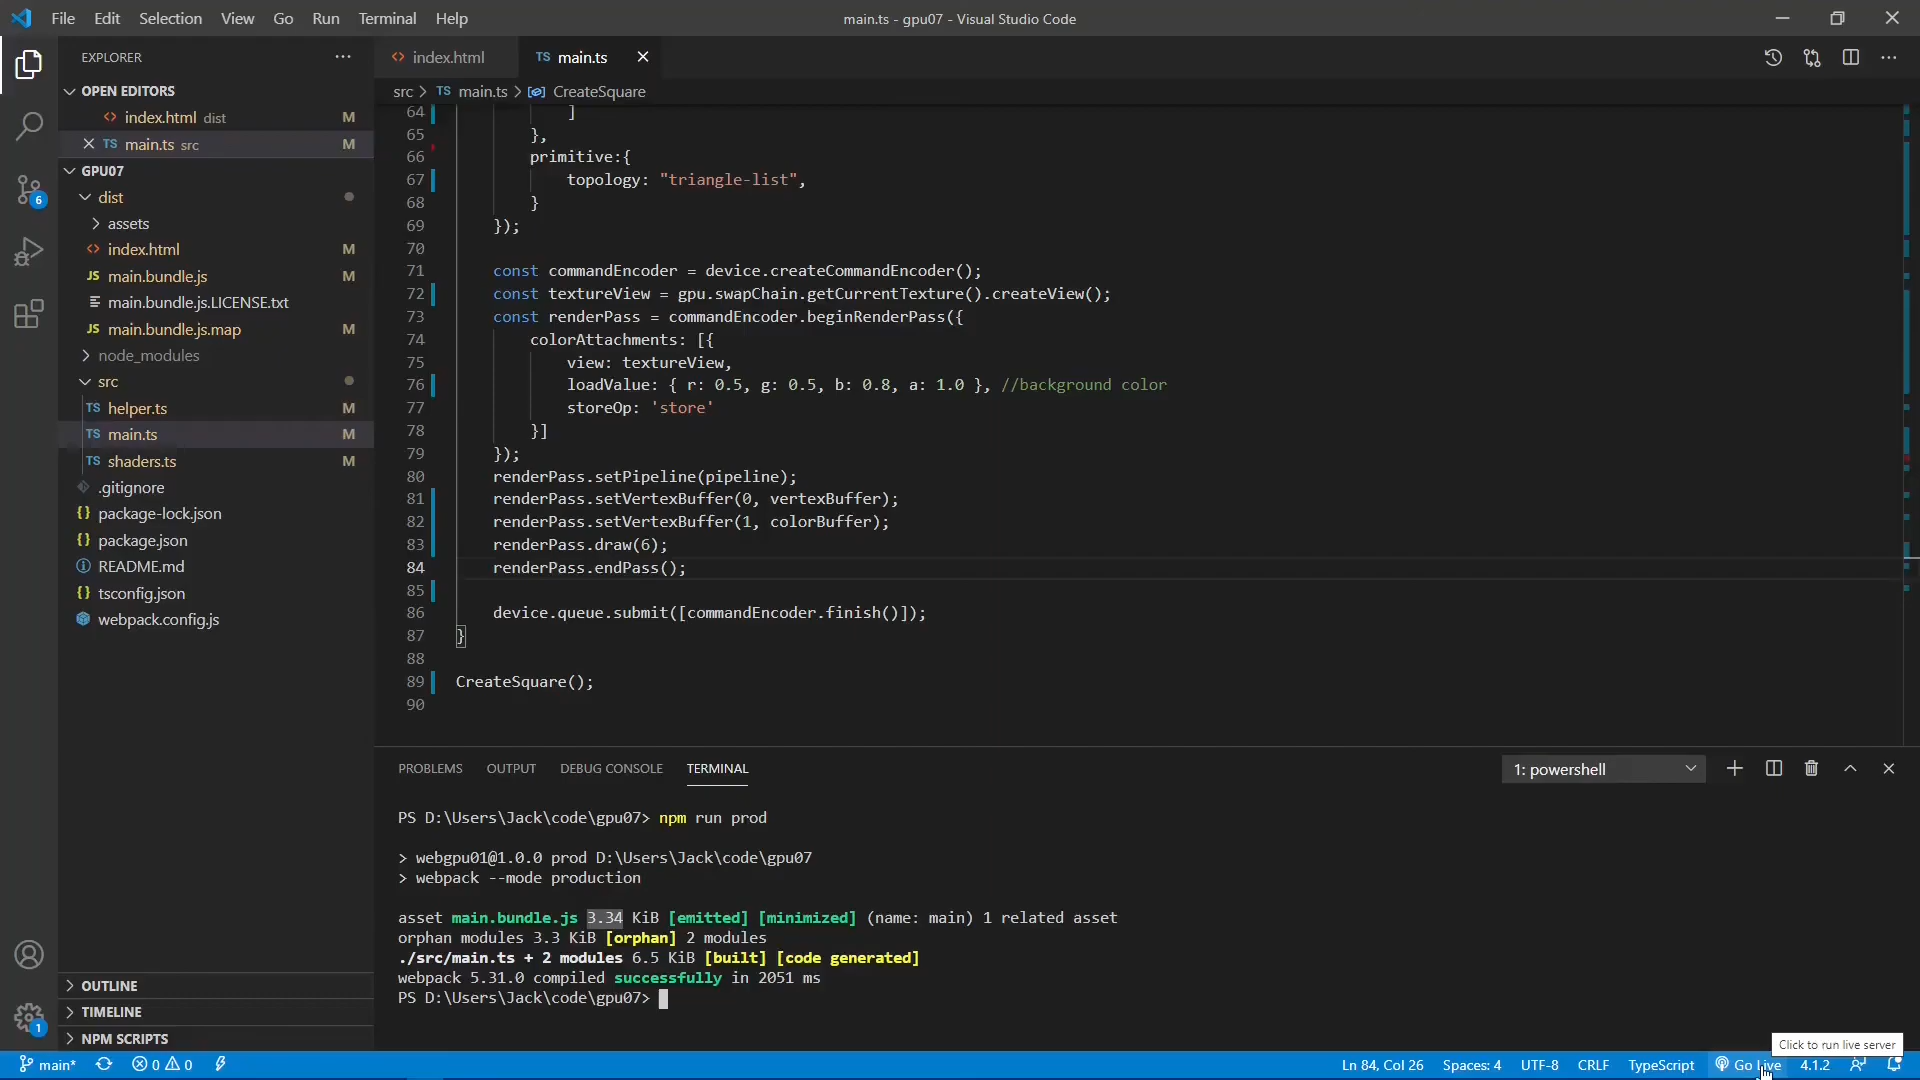 File Edit Selection View Go Run Terminal Help
main.ts - gpu07 - Visual Studio Code
EXPLORER
OPEN EDITORS
index.html dist M
main.ts src M
GPU07
dist
assets
index.html M
JS main.bundle.js M
main.bundle.js.LICENSE.txt
JS main.bundle.js.map M
node_modules
src
TS helper.ts M
TS main.ts M
TS shaders.ts M
.gitignore
{} package-lock.json
{} package.json
README.md
{} tsconfig.json
webpack.config.js
OUTLINE
TIMELINE
NPM SCRIPTS
6
1
<> index.html
TS main.ts
src > TS main.ts > CreateSquare
64 ]
65 },
66 primitive:{
67 topology: "triangle-list",
68 }
69 });
70
71 const commandEncoder = device.createCommandEncoder();
72 const textureView = gpu.swapChain.getCurrentTexture().createView();
73 const renderPass = commandEncoder.beginRenderPass({
74 colorAttachments: [{
75 view: textureView,
76 loadValue: { r: 0.5, g: 0.5, b: 0.8, a: 1.0 }, //background color
77 storeOp: 'store'
78 }]
79 });
80 renderPass.setPipeline(pipeline);
81 renderPass.setVertexBuffer(0, vertexBuffer);
82 renderPass.setVertexBuffer(1, colorBuffer);
83 renderPass.draw(6);
84 renderPass.endPass();
85
86 device.queue.submit([commandEncoder.finish()]);
87 }
88
89 CreateSquare();
90
PROBLEMS OUTPUT DEBUG CONSOLE TERMINAL
1: powershell
PS D:\Users\Jack\code\gpu07> npm run prod
> webgpu01@1.0.0 prod D:\Users\Jack\code\gpu07
> webpack --mode production
asset main.bundle.js 3.34 KiB [emitted] [minimized] (name: main) 1 related asset
orphan modules 3.3 KiB [orphan] 2 modules
./src/main.ts + 2 modules 6.5 KiB [built] [code generated]
webpack 5.31.0 compiled successfully in 2051 ms
PS D:\Users\Jack\code\gpu07>
Click to run live server
main* 0 0
Ln 84, Col 26 Spaces: 4 UTF-8 CRLF TypeScript Go Live 4.1.2